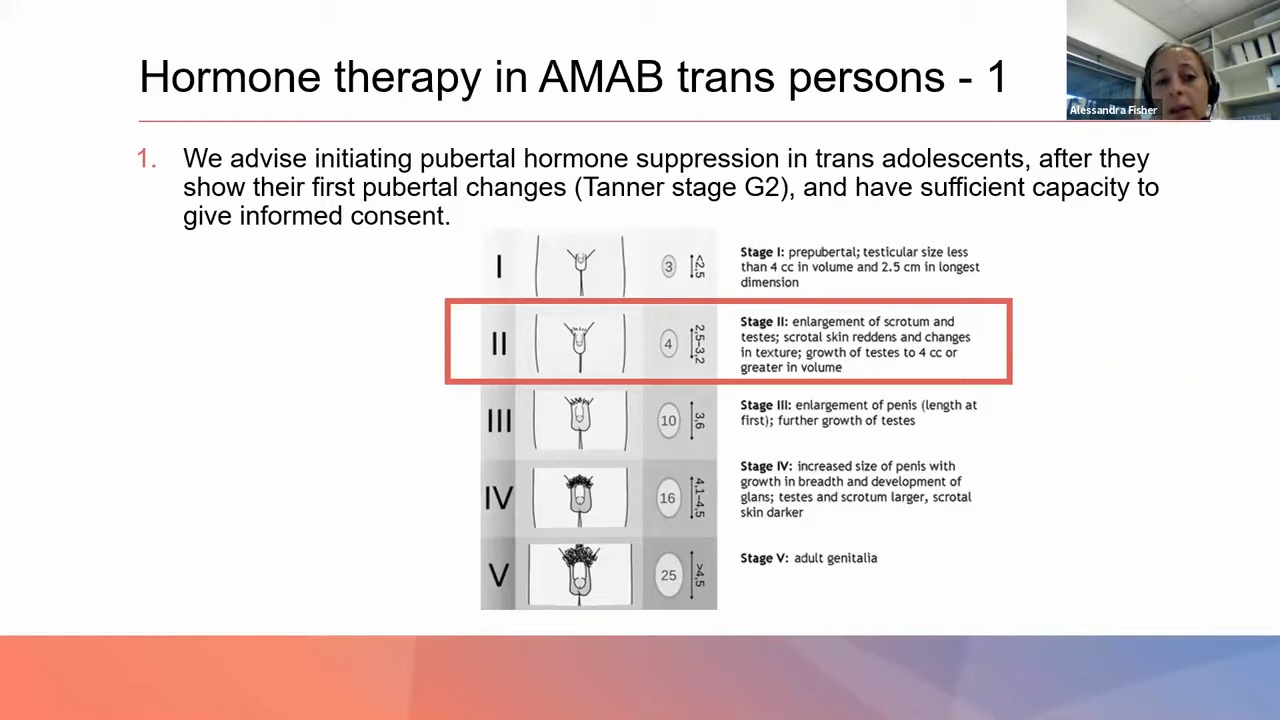 Hormone therapy in AMAB trans persons - 1
Alessandra Fisher
1. We advise initiating pubertal hormone suppression in trans adolescents, after they
show their first pubertal changes (Tanner stage G2), and have sufficient capacity to
give informed consent.
I
3
<2,5
Stage I: prepubertal; testicular size less
than 4 cc in volume and 2.5 cm in longest
dimension
II
4
2,5–3,2
Stage II: enlargement of scrotum and
testes; scrotal skin reddens and changes
in texture; growth of testes to 4 cc or
greater in volume
III
10
3,6
Stage III: enlargement of penis (length at
first); further growth of testes
IV
16
4,1–4,5
Stage IV: increased size of penis with
growth in breadth and development of
glans; testes and scrotum larger, scrotal
skin darker
V
25
>4,5
Stage V: adult genitalia